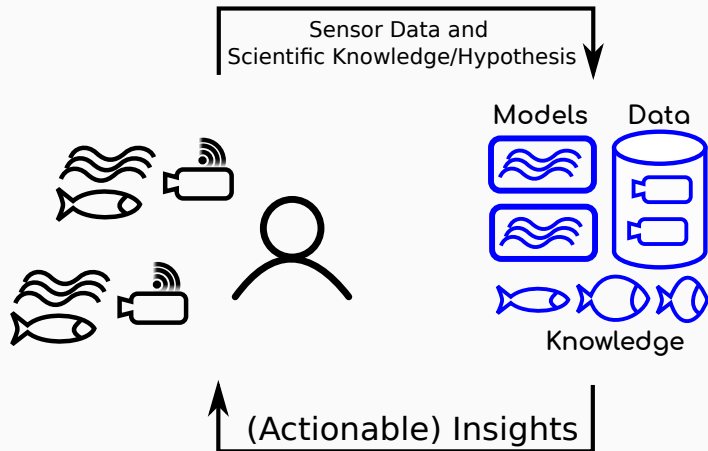 Sensor Data and
Scientific Knowledge/Hypothesis
Models Data
Knowledge
(Actionable) Insights